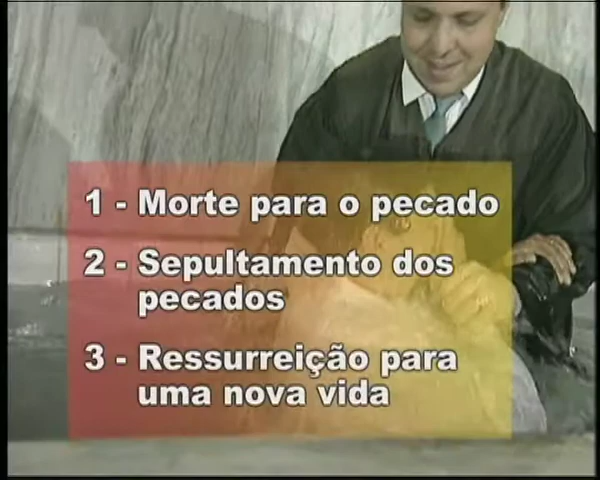 1 - Morte para o pecado
2 - Sepultamento dos
pecados
3 - Ressurreição para
uma nova vida